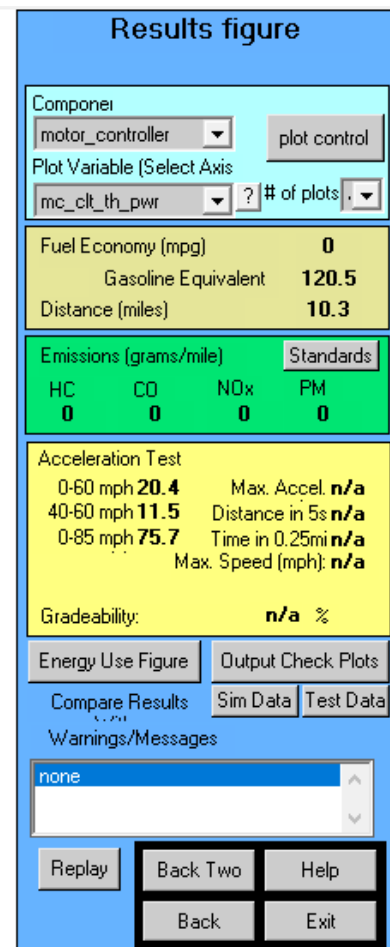 Results figure
Componei
motor_controller
plot control
Plot Variable (Select Axis
mc_clt_th_pwr ? # of plots
Fuel Economy (mpg) 0
Gasoline Equivalent 120.5
Distance (miles) 10.3
Emissions (grams/mile) Standards
HC CO NOx PM
0 0 0 0
Acceleration Test
0-60 mph 20.4 Max. Accel. n/a
40-60 mph 11.5 Distance in 5s n/a
0-85 mph 75.7 Time in 0.25mi n/a
Max. Speed (mph): n/a
Gradeability: n/a %
Energy Use Figure Output Check Plots
Compare Results Sim Data Test Data
Warnings/Messages
none
Replay Back Two Help
Back Exit